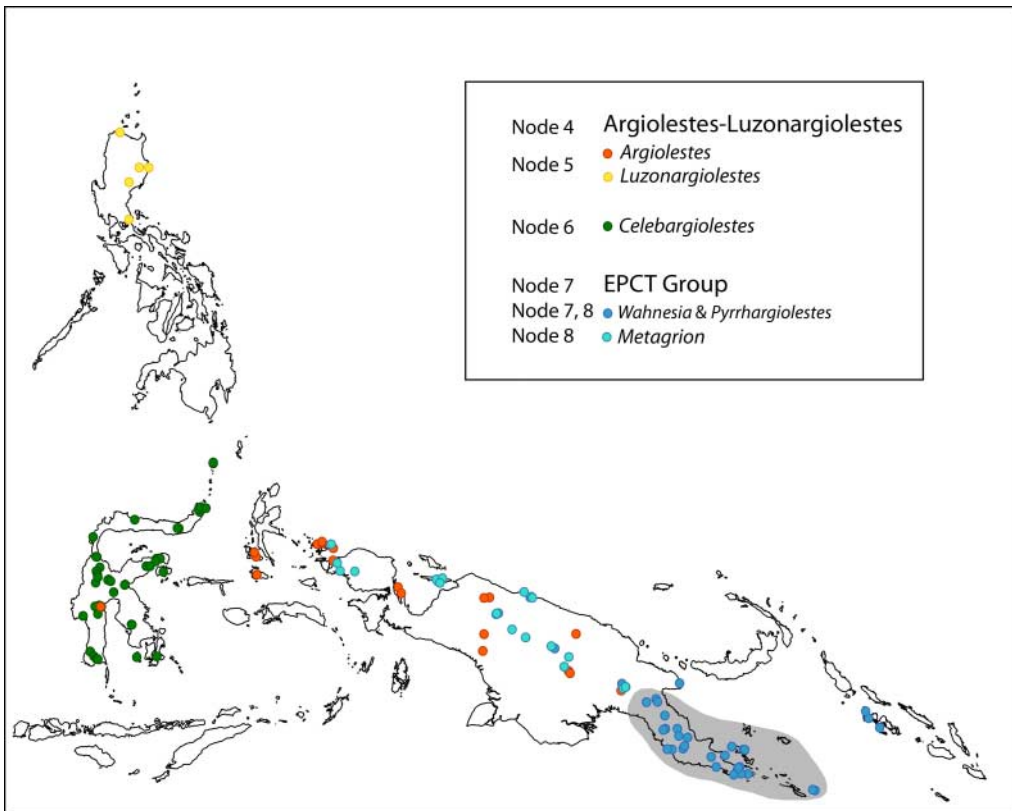 Node 4 Argiolestes-Luzonargiolestes
Node 5 Argiolestes
Luzonargiolestes
Node 6 Celebargiolestes
Node 7 EPCT Group
Node 7, 8 Wahnesia & Pyrrhargiolestes
Node 8 Metagrion